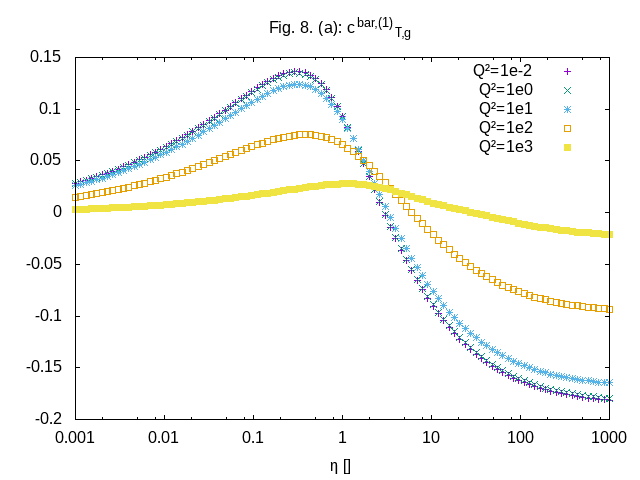 Fig. 8. (a): c^bar,(1)_T,g
0.15
0.1
0.05
0
-0.05
-0.1
-0.15
-0.2
Q²=1e-2
Q²=1e0
Q²=1e1
Q²=1e2
Q²=1e3
0.001 0.01 0.1 1 10 100 1000
η []